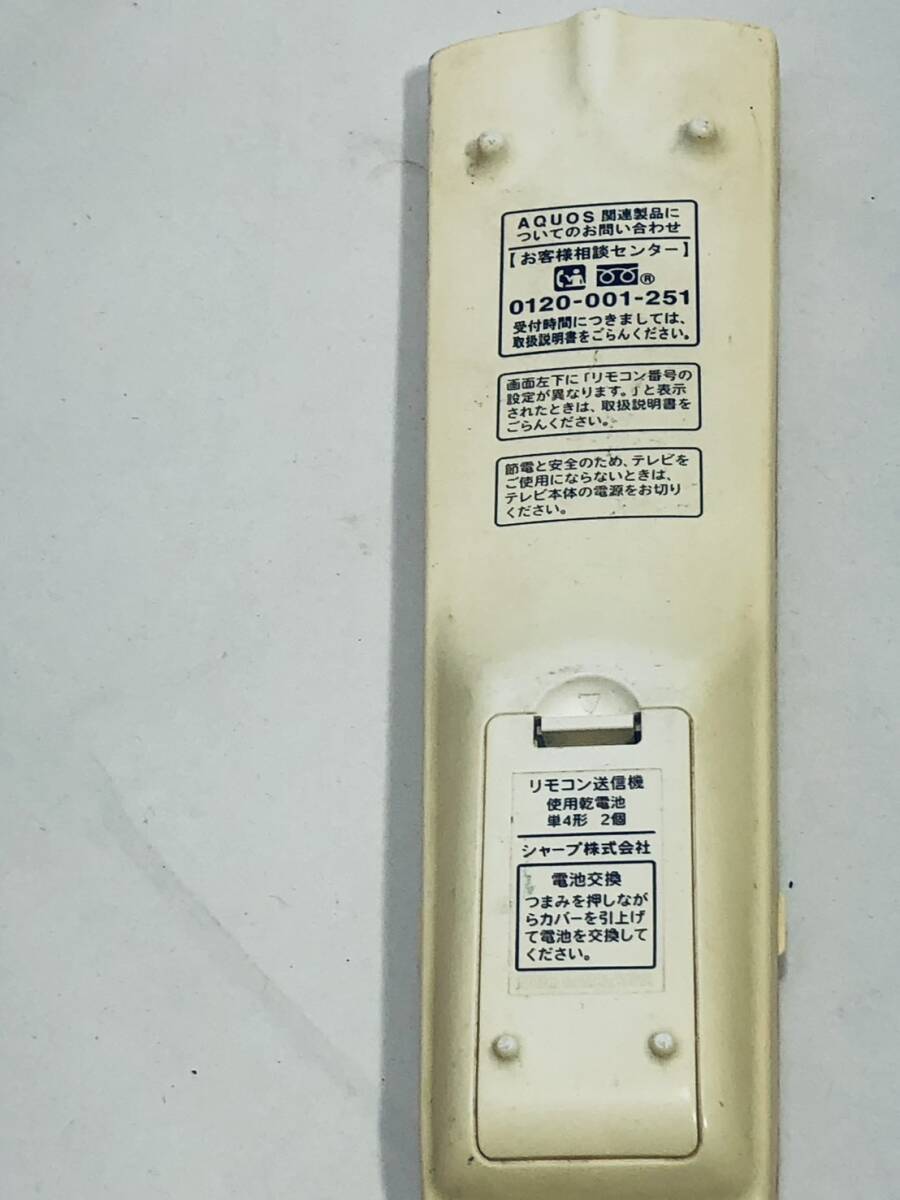 AQUOS 関連製品に
ついてのお問い合わせ
【お客様相談センター】
®
0120-001-251
受付時間につきましては、
取扱説明書をごらんください。
画面左下に「リモコン番号の
設定が異なります。」と表示
されたときは、取扱説明書を
ごらんください。
節電と安全のため、テレビを
ご使用にならないときは、
テレビ本体の電源をお切り
ください。
リモコン送信機
使用乾電池
単4形 2個
シャープ株式会社
電池交換
つまみを押しなが
らカバーを引上げ
て電池を交換して
ください。